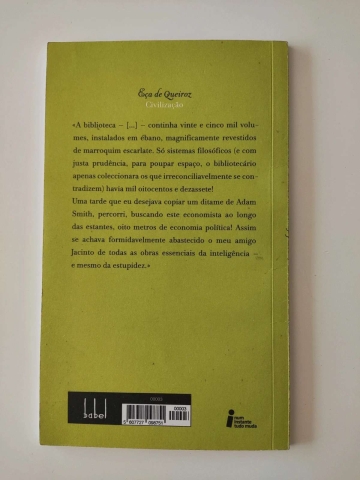 Eça de Queiroz
Civilização
«A biblioteca – [...] – continha vinte e cinco mil volu-
mes, instalados em ébano, magnificamente revestidos
de marroquim escarlate. Só sistemas filosóficos (e com
justa prudência, para poupar espaço, o bibliotecário
apenas coleccionara os que irreconciliavelmente se con-
tradizem) havia mil oitocentos e dezassete!
Uma tarde que eu desejava copiar um ditame de Adam
Smith, percorri, buscando este economista ao longo
das estantes, oito metros de economia política! Assim
se achava formidavelmente abastecido o meu amigo
Jacinto de todas as obras essenciais da inteligência –
e mesmo da estupidez.»
babel
00003